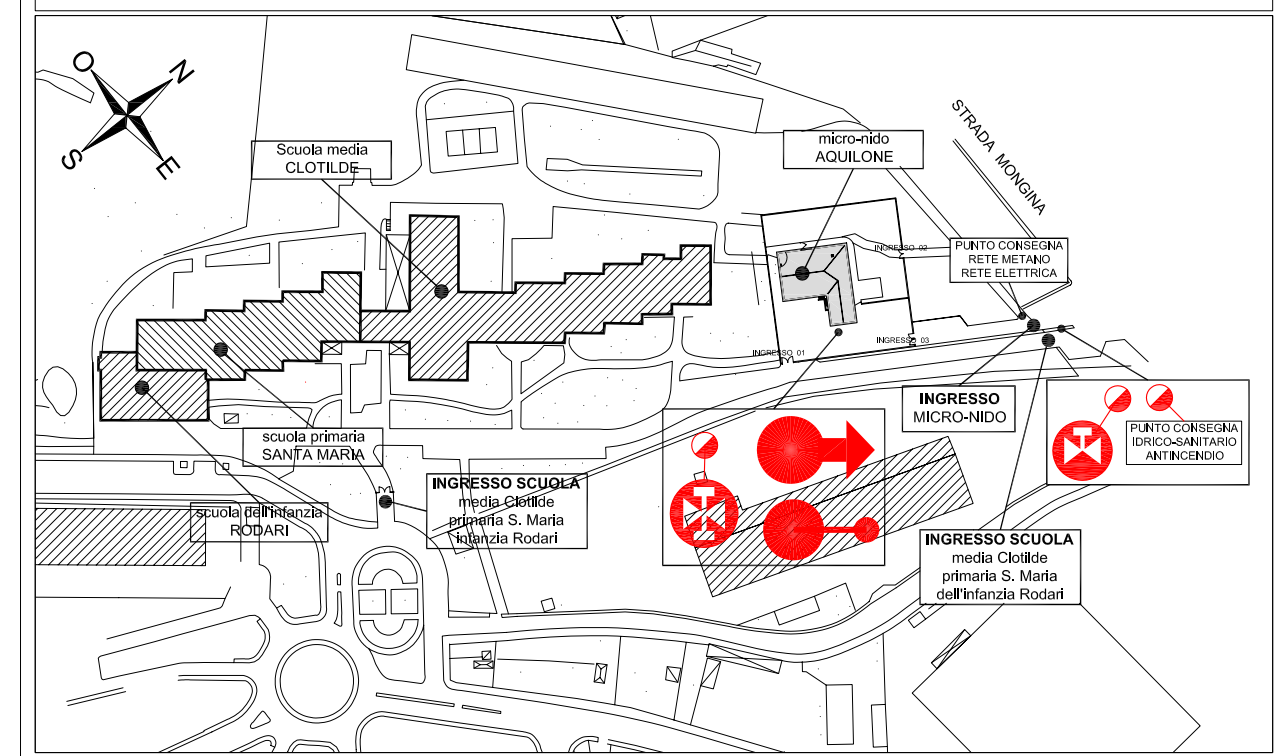 O
N
S
E
Scuola media
CLOTILDE
micro-nido
AQUILONE
STRADA MONGINA
INGRESSO 02
PUNTO CONSEGNA
RETE METANO
RETE ELETTRICA
INGRESSO 01
INGRESSO 03
INGRESSO
MICRO-NIDO
PUNTO CONSEGNA
IDRICO-SANITARIO
ANTINCENDIO
scuola primaria
SANTA MARIA
INGRESSO SCUOLA
media Clotilde
primaria S. Maria
infanzia Rodari
scuola dell'infanzia
RODARI
INGRESSO SCUOLA
media Clotilde
primaria S. Maria
dell'infanzia Rodari